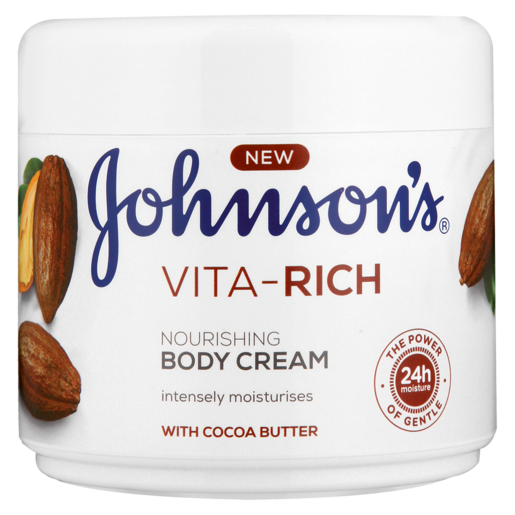 NEW
Johnson's®
VITA-RICH
NOURISHING
BODY CREAM
intensely moisturises
WITH COCOA BUTTER
THE POWER
24h
moisture
OF GENTLE